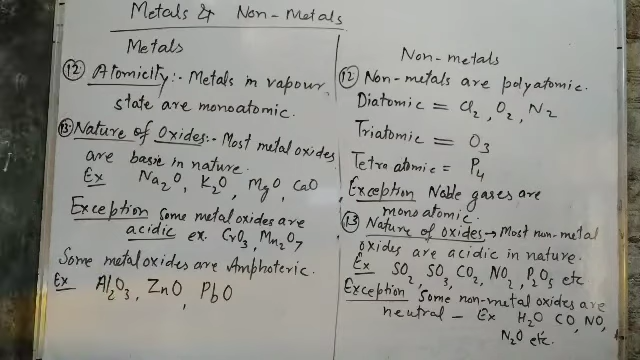 Metals & Non-Metals
Metals
(12) Atomicity:- Metals in vapour
state are monoatomic.
(13) Nature of Oxides:- Most metal oxides
are basic in nature.
Ex Na2O, K2O, MgO, CaO
Exception Some metal oxides are
acidic ex. CrO3, Mn2O7
Some metal oxides are Amphoteric.
Ex Al2O3, ZnO, PbO
Non-metals
(12) Non-metals are polyatomic.
Diatomic = Cl2, O2, N2
Triatomic = O3
Tetra atomic = P4
Exception Noble gases are
monoatomic.
(13) Nature of oxides → Most non-metal
oxides are acidic in nature.
Ex SO2, SO3, CO2, NO2, P2O5 etc
Exception Some non-metal oxides are
neutral - Ex H2O CO, NO,
N2O etc.